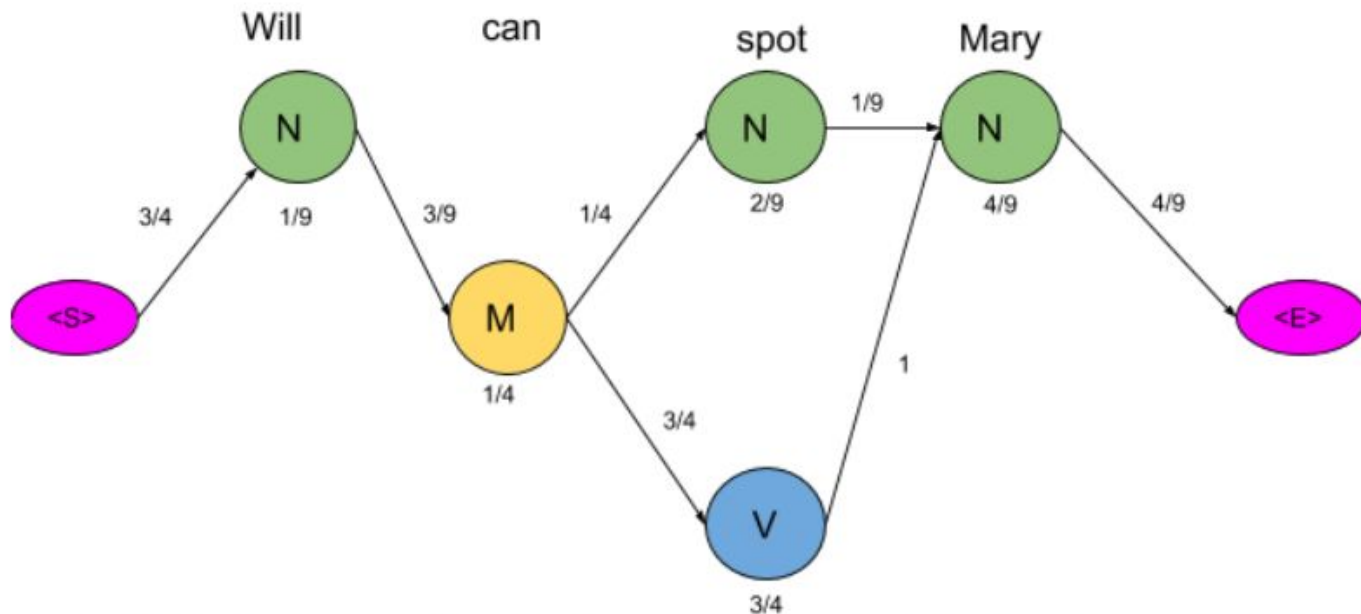 Will can spot Mary
N N 1/9 N
3/4 1/9 3/9 1/4 2/9 4/9 4/9
<S> M <E>
1/4 3/4 1
V
3/4